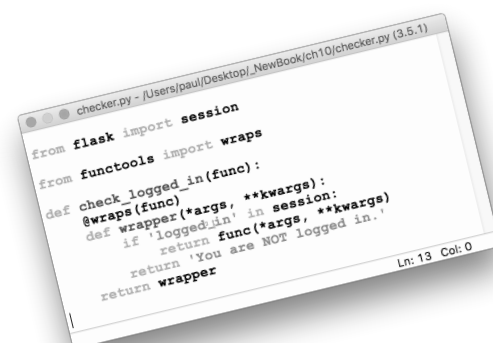 checker.py - /Users/paul/Desktop/_NewBook/ch10/checker.py (3.5.1)
from flask import session
from functools import wraps
def check_logged_in(func):
@wraps(func)
def wrapper(*args, **kwargs):
if 'logged_in' in session:
return func(*args, **kwargs)
return 'You are NOT logged in.'
return wrapper
Ln: 13 Col: 0